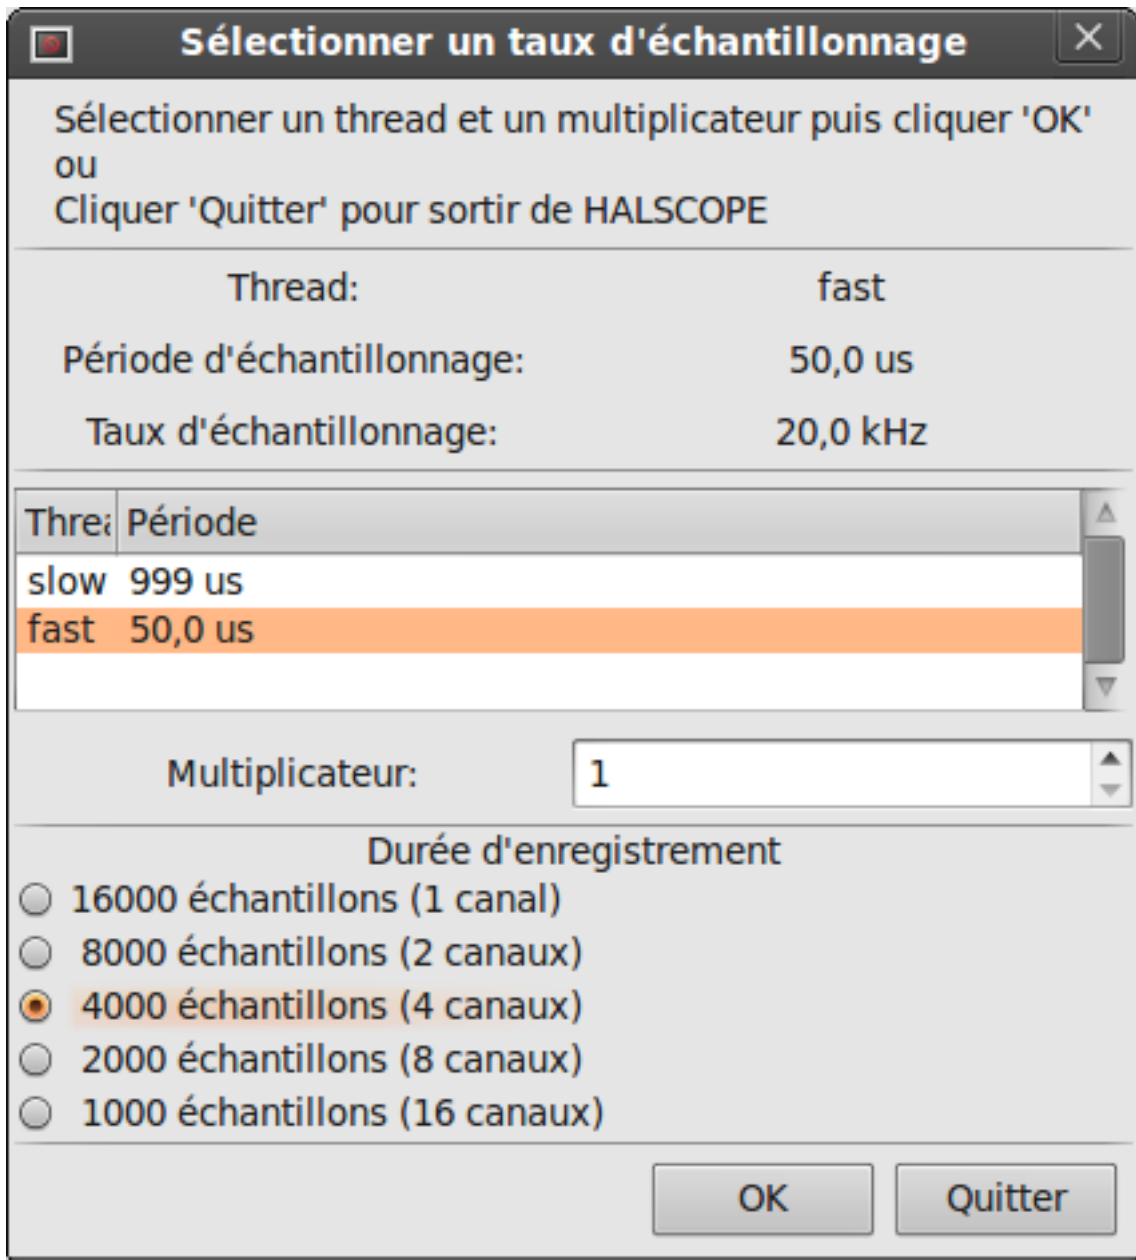 Sélectionner un taux d'échantillonnage
Sélectionner un thread et un multiplicateur puis cliquer 'OK'
ou
Cliquer 'Quitter' pour sortir de HALSCOPE
Thread: fast
Période d'échantillonnage: 50,0 us
Taux d'échantillonnage: 20,0 kHz
Threa Période
slow 999 us
fast 50,0 us
Multiplicateur: 1
Durée d'enregistrement
16000 échantillons (1 canal)
8000 échantillons (2 canaux)
4000 échantillons (4 canaux)
2000 échantillons (8 canaux)
1000 échantillons (16 canaux)
OK Quitter